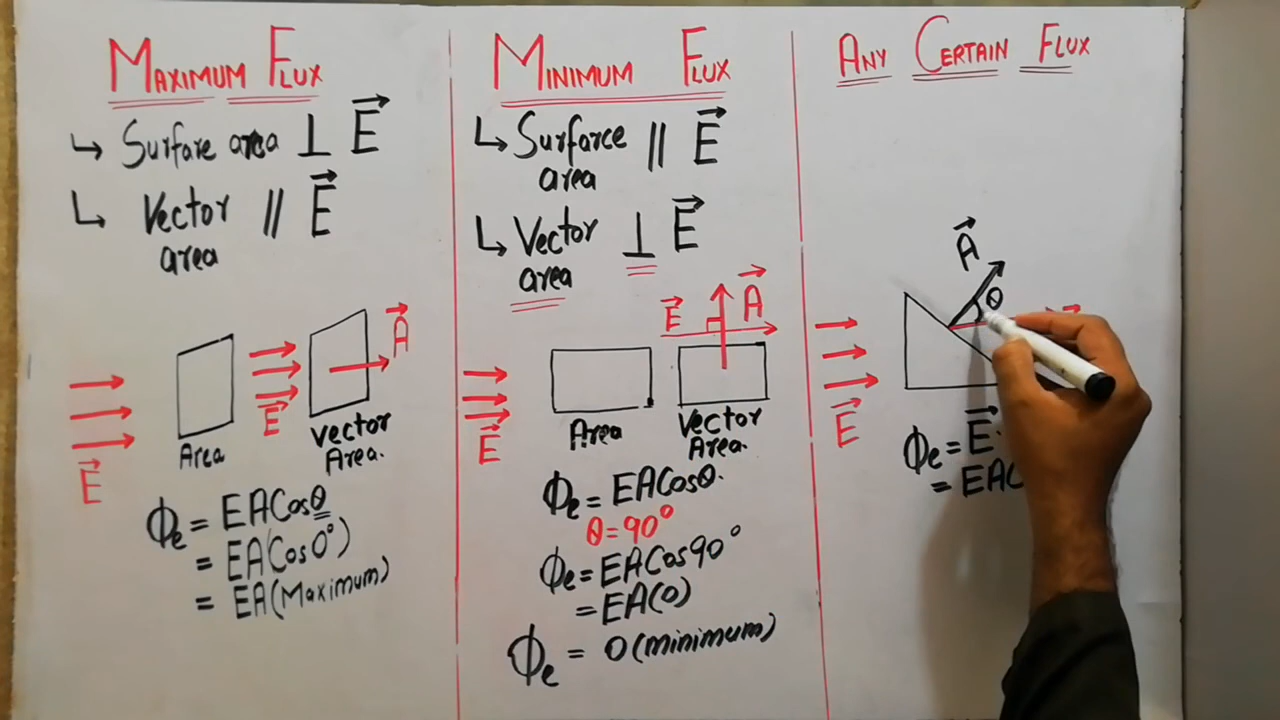 MAXIMUM FLUX
↳ Surfare area ⊥ E⃗
↳ Vector ∥ E⃗
area
E⃗
Area
E⃗
A⃗
Vector
Area.
ϕe = EACosθ
= EA(Cos0°)
= EA(Maximum)
MINIMUM FLUX
↳ Surforce ∥ E⃗
area
↳ Vector ⊥ E⃗
area
E⃗
A⃗
E⃗
Area
Vector
Area.
ϕe = EACosθ.
θ=90°
ϕe = EACos90°
= EA(0)
ϕe = 0(minimum)
ANY CERTAIN FLUX
A⃗
θ
E⃗
ϕe = E⃗.
= EAC